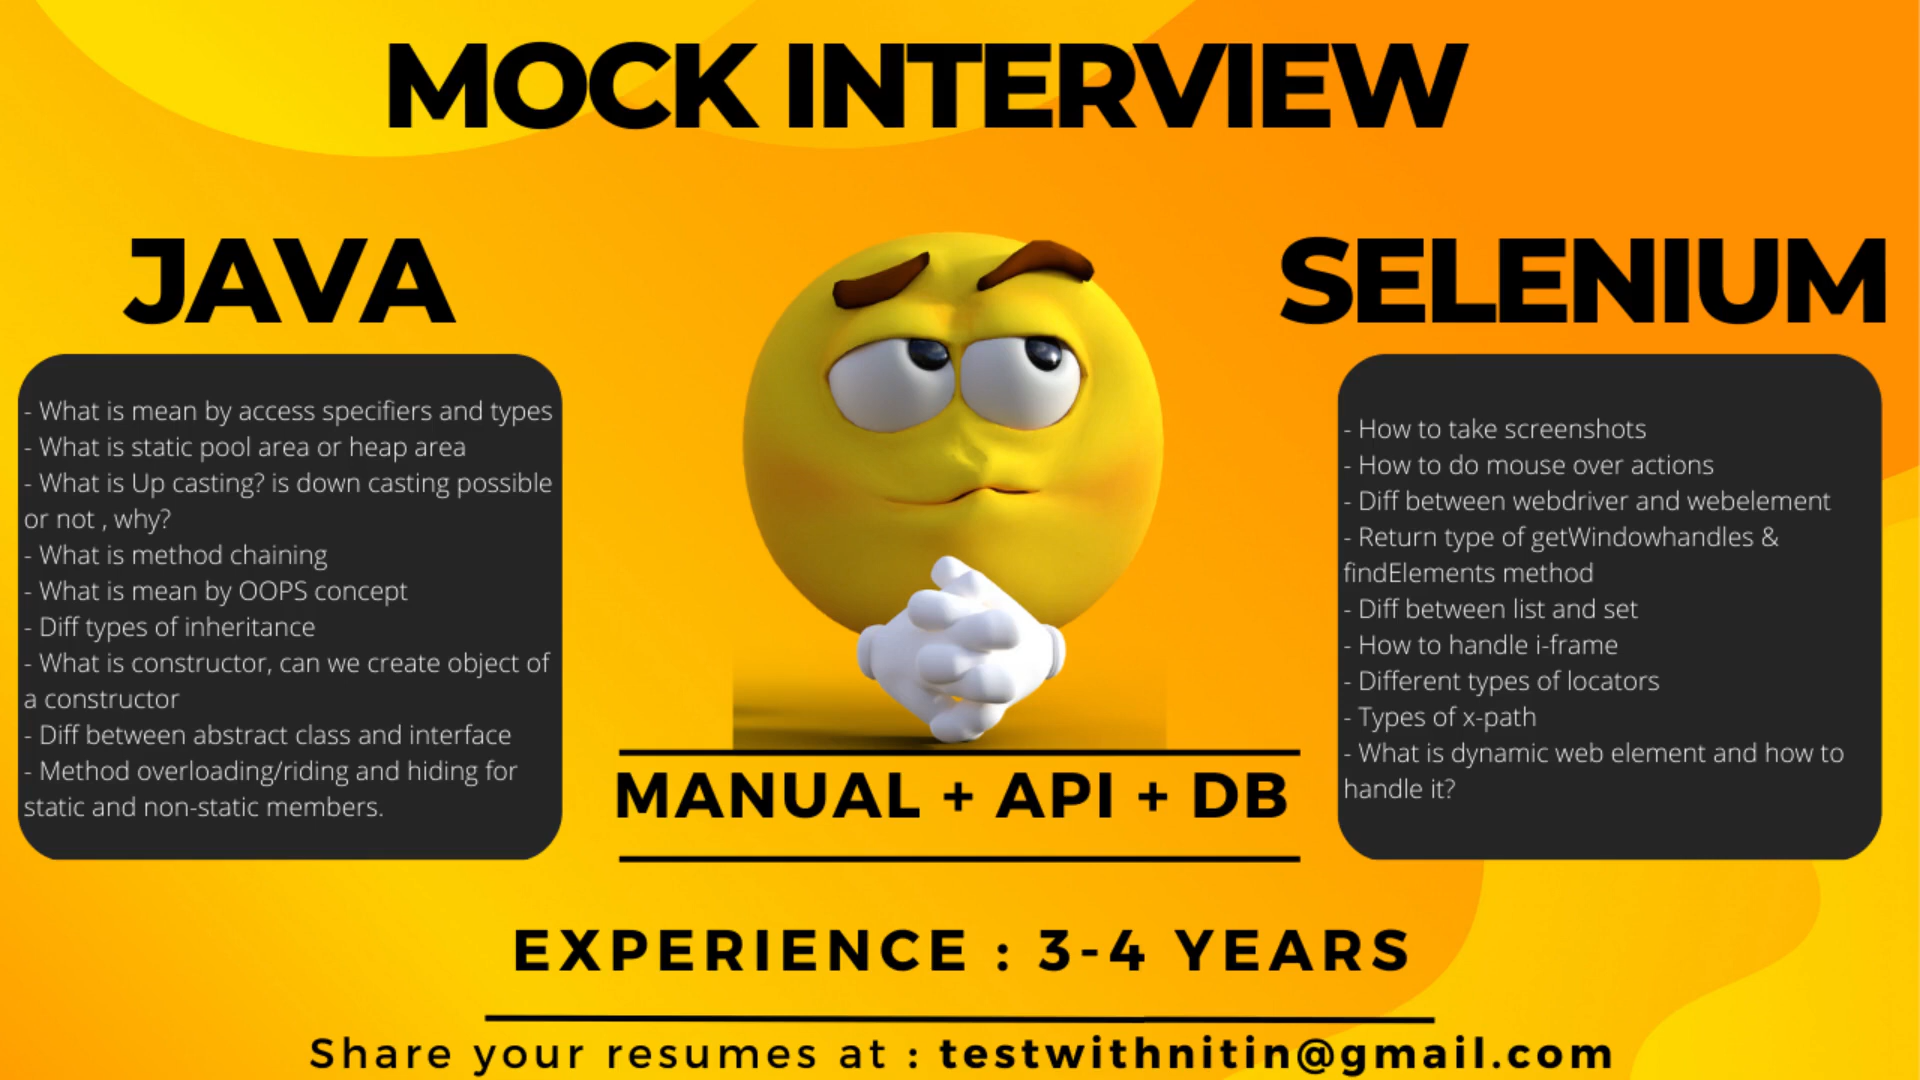 MOCK INTERVIEW
JAVA
- What is mean by access specifiers and types
- What is static pool area or heap area
- What is Up casting? is down casting possible
or not , why?
- What is method chaining
- What is mean by OOPS concept
- Diff types of inheritance
- What is constructor, can we create object of
a constructor
- Diff between abstract class and interface
- Method overloading/riding and hiding for
static and non-static members.
SELENIUM
- How to take screenshots
- How to do mouse over actions
- Diff between webdriver and webelement
- Return type of getWindowhandles &
findElements method
- Diff between list and set
- How to handle i-frame
- Different types of locators
- Types of x-path
- What is dynamic web element and how to
handle it?
MANUAL + API + DB
EXPERIENCE : 3-4 YEARS
Share your resumes at : testwithnitin@gmail.com